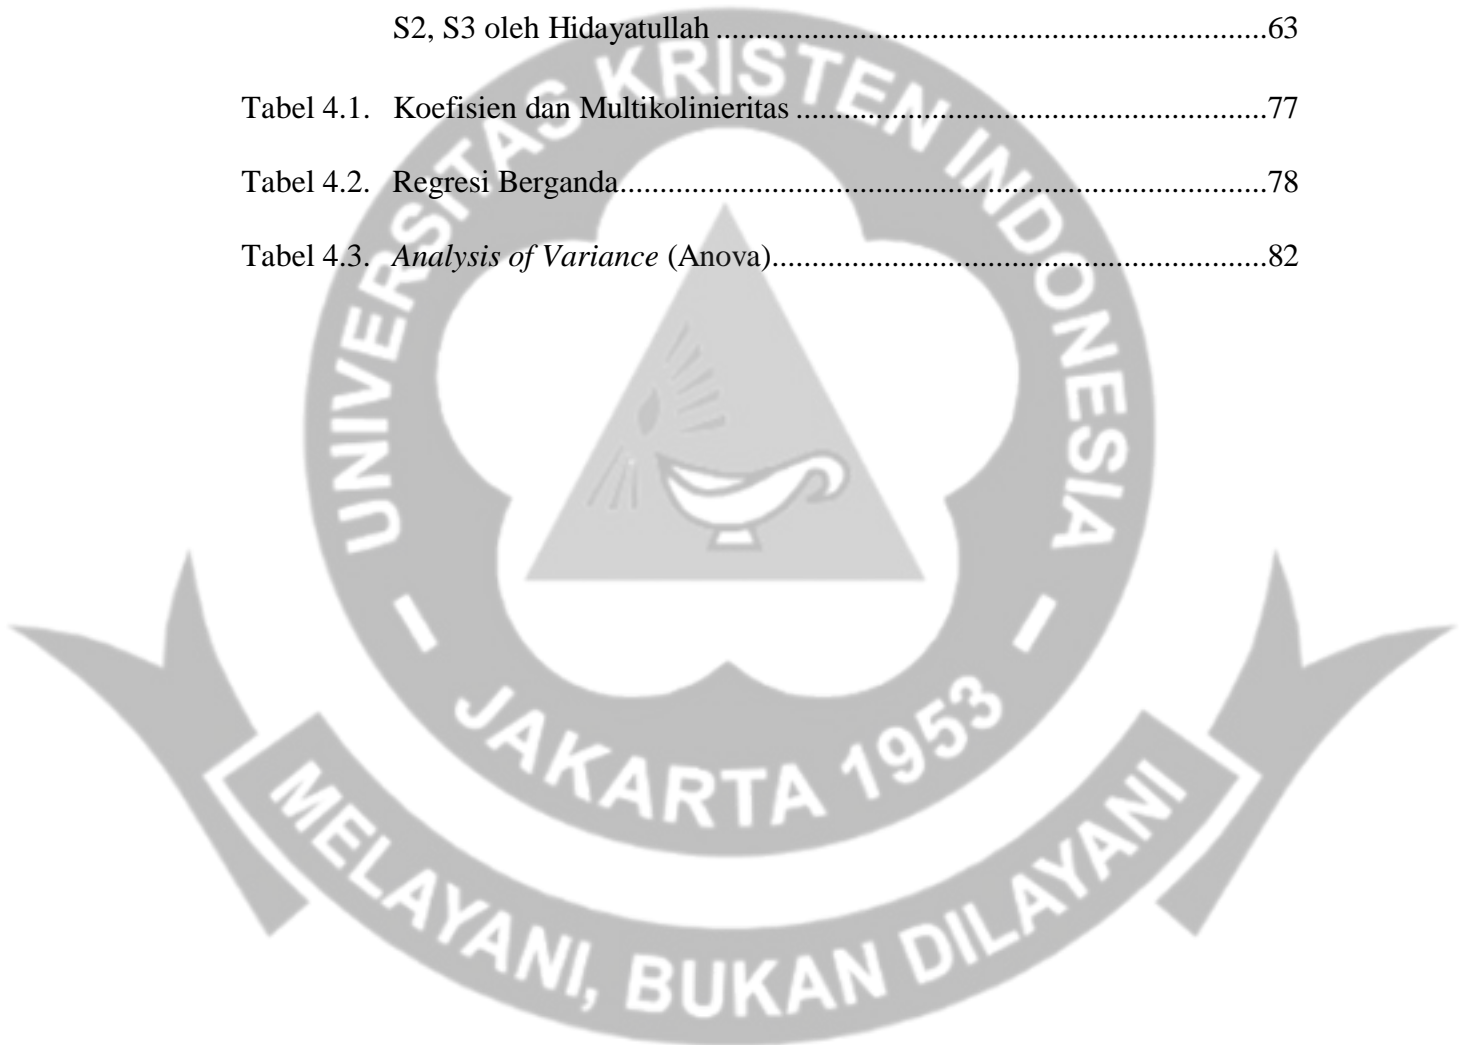 S2, S3 oleh Hidayatullah ......................................................................63
Tabel 4.1. Koefisien dan Multikolinieritas ............................................................77
Tabel 4.2. Regresi Berganda...................................................................................78
Tabel 4.3. Analysis of Variance (Anova)...............................................................82
UNIVERSITAS KRISTEN INDONESIA
JAKARTA 1953
MELAYANI, BUKAN DILAYANI